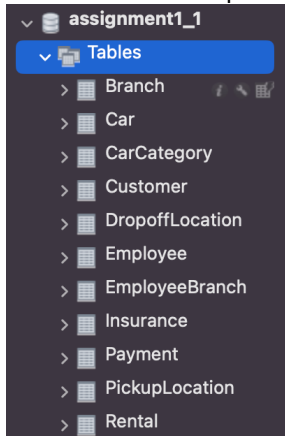 assignment1_1
Tables
Branch
Car
CarCategory
Customer
DropoffLocation
Employee
EmployeeBranch
Insurance
Payment
PickupLocation
Rental